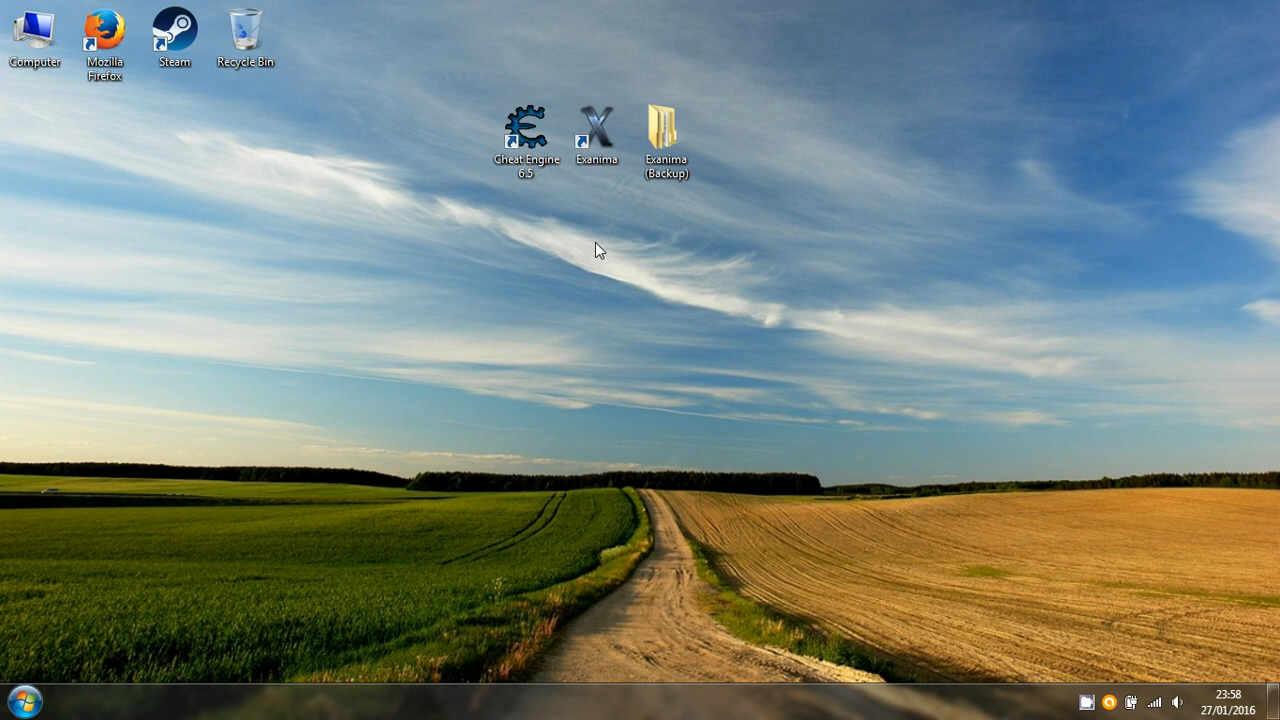 Computer
Mozilla
Firefox
Steam
Recycle Bin
Cheat Engine
6.5
Exanima
Exanima
(Backup)
23:58
27/01/2016